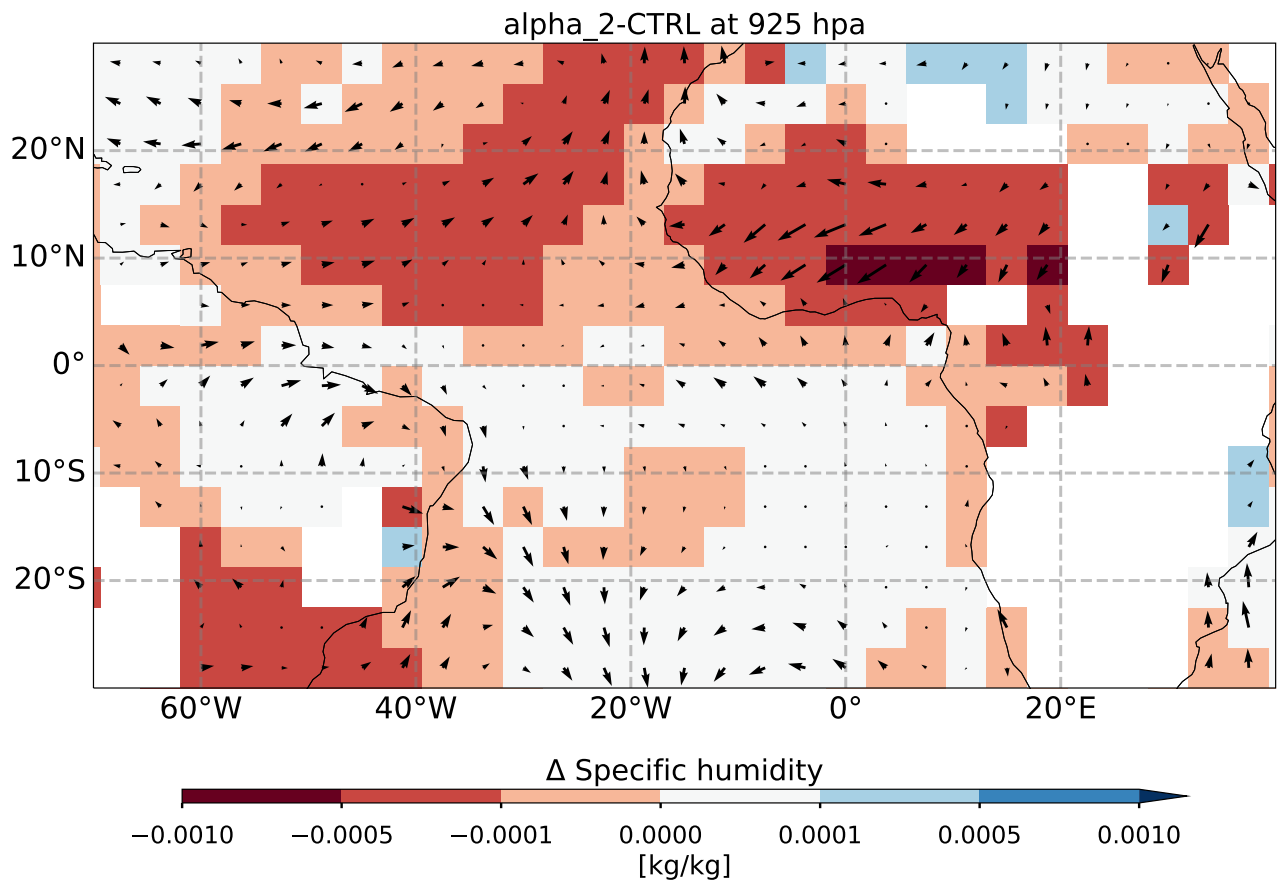 alpha_2-CTRL at 925 hpa
20°N
10°N
0°
10°S
20°S
60°W 40°W 20°W 0° 20°E
Δ Specific humidity
−0.0010 −0.0005 −0.0001 0.0000 0.0001 0.0005 0.0010
[kg/kg]